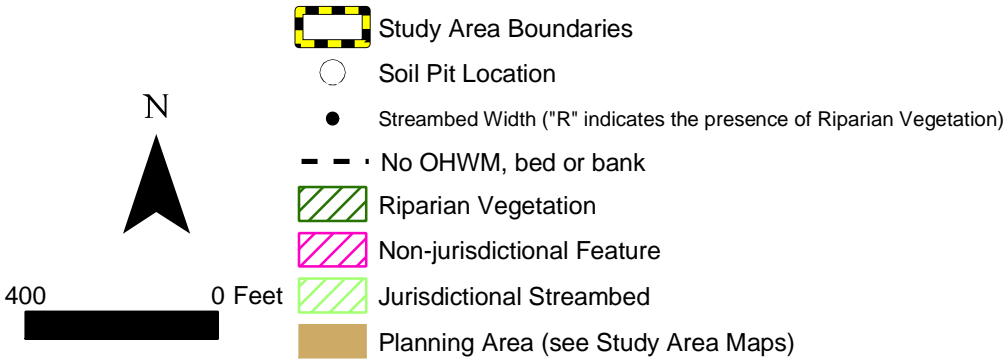 Study Area Boundaries
Soil Pit Location
Streambed Width ("R" indicates the presence of Riparian Vegetation)
No OHWM, bed or bank
Riparian Vegetation
Non-jurisdictional Feature
Jurisdictional Streambed
Planning Area (see Study Area Maps)
N
400 0 Feet